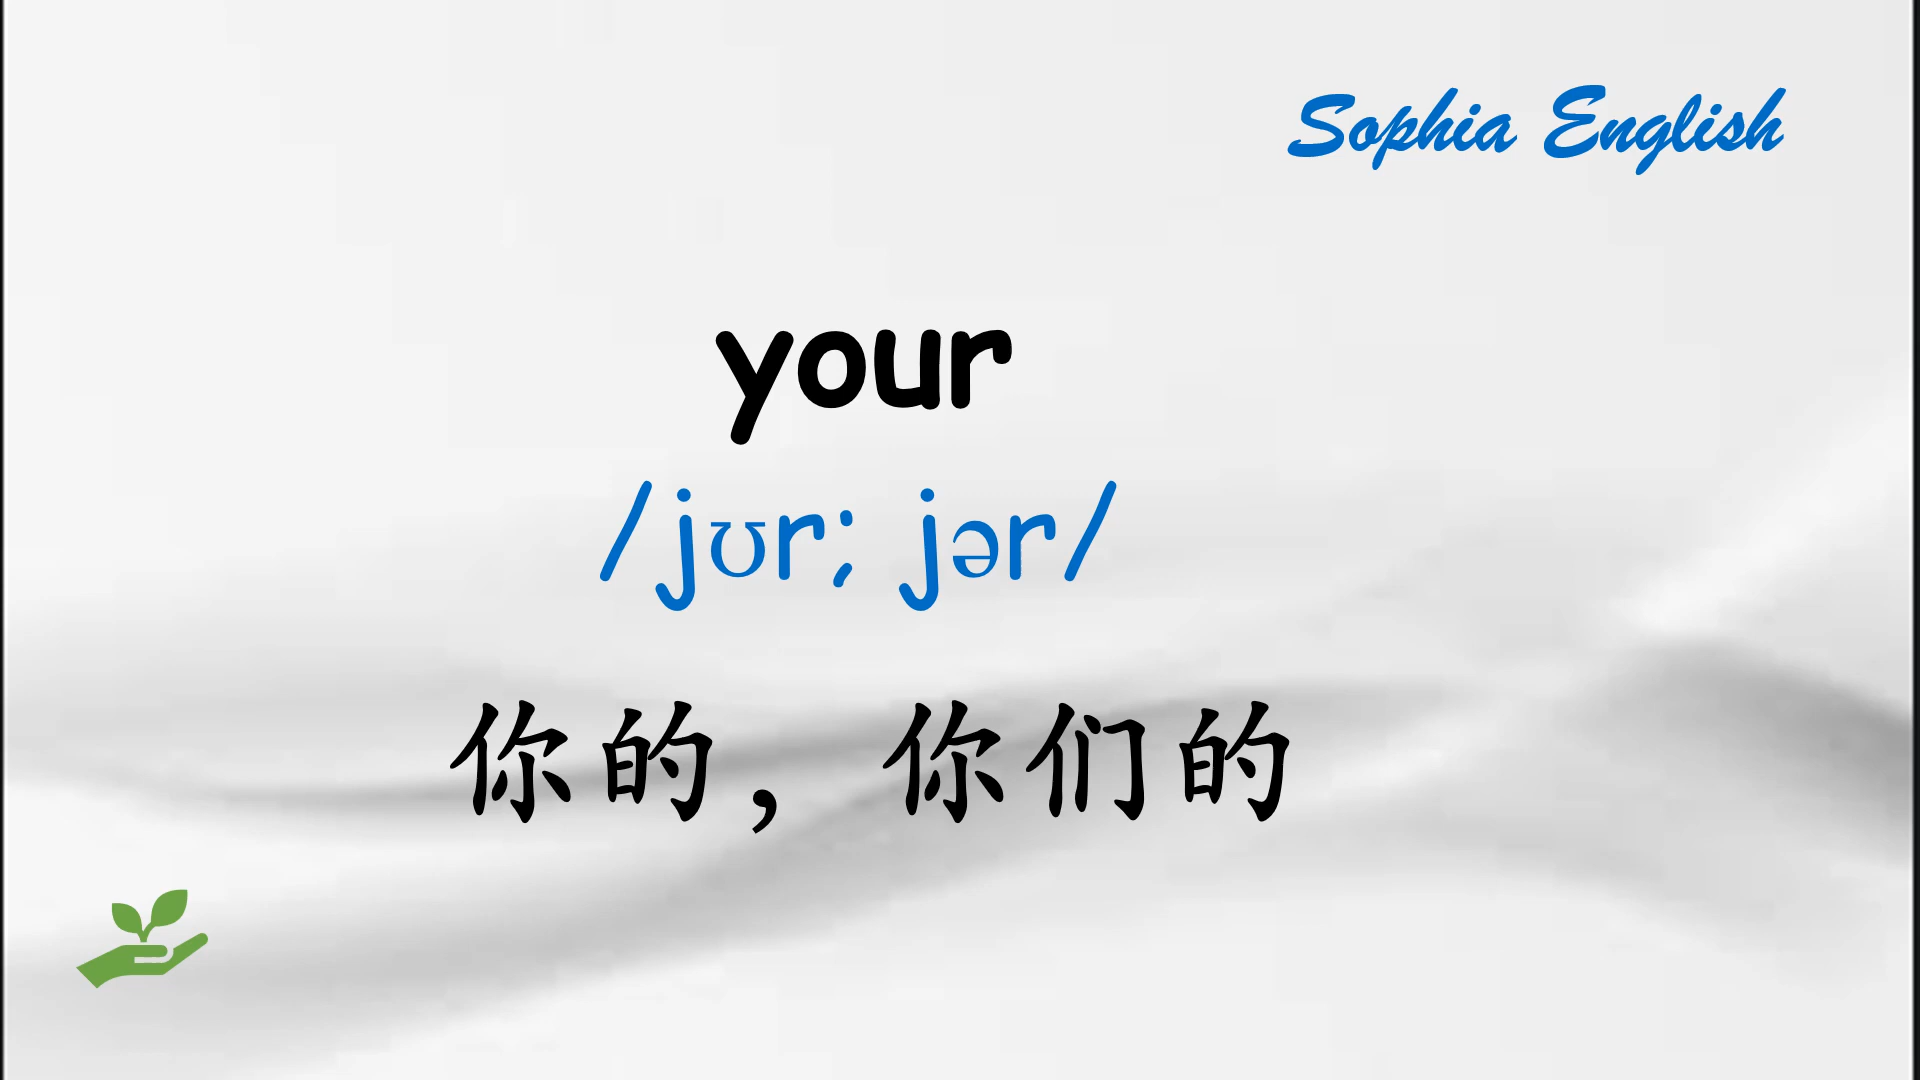 Sophia English
your
/jʊr; jər/
你的，你们的